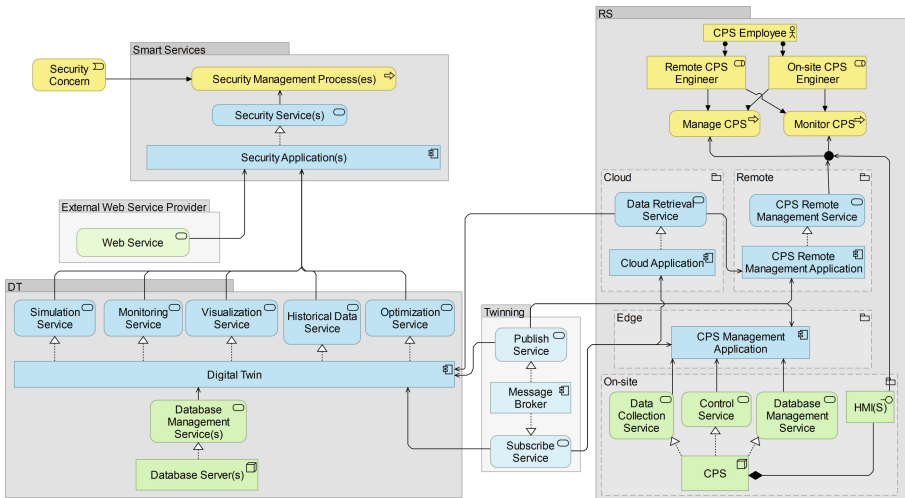 RS
CPS Employee
Remote CPS
Engineer
On-site CPS
Engineer
Manage CPS
Monitor CPS
Smart Services
Security
Concern
Security Management Process(es)
Security Service(s)
Security Application(s)
External Web Service Provider
Web Service
Cloud
Data Retrieval
Service
Cloud Application
Remote
CPS Remote
Management Service
CPS Remote
Management Application
DT
Simulation
Service
Monitoring
Service
Visualization
Service
Historical Data
Service
Optimization
Service
Digital Twin
Database
Management
Service(s)
Database Server(s)
Twinning
Publish
Service
Message
Broker
Subscribe
Service
Edge
CPS Management
Application
On-site
Data
Collection
Service
Control
Service
Database
Management
Service
HMI(S)
CPS